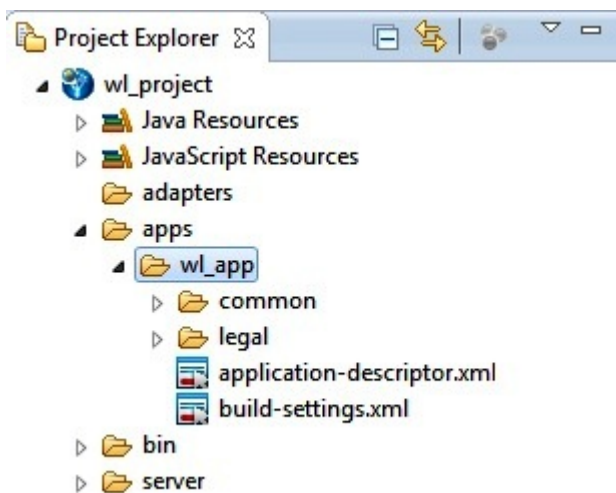 Project Explorer
wl_project
Java Resources
JavaScript Resources
adapters
apps
wl_app
common
legal
application-descriptor.xml
build-settings.xml
bin
server